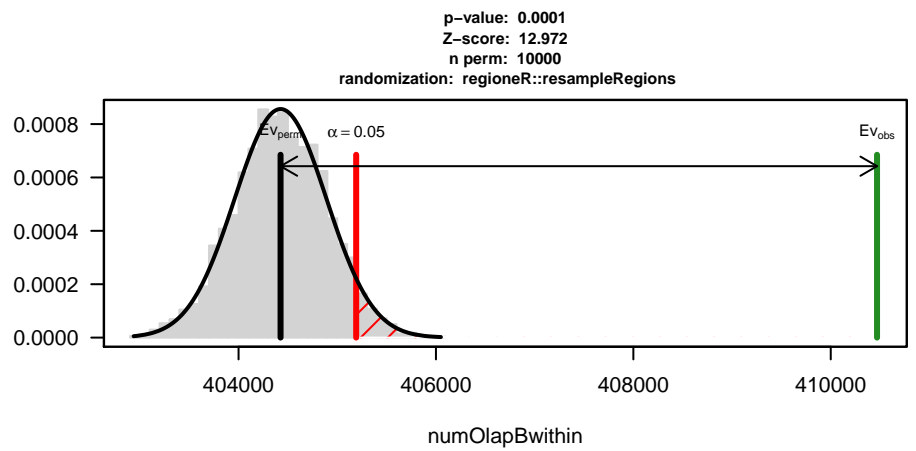 p−value: 0.0001
Z−score: 12.972
n perm: 10000
randomization: regioneR::resampleRegions
0.0008
0.0006
0.0004
0.0002
0.0000
Evperm
α = 0.05
Evobs
404000
406000
408000
410000
numOlapBwithin